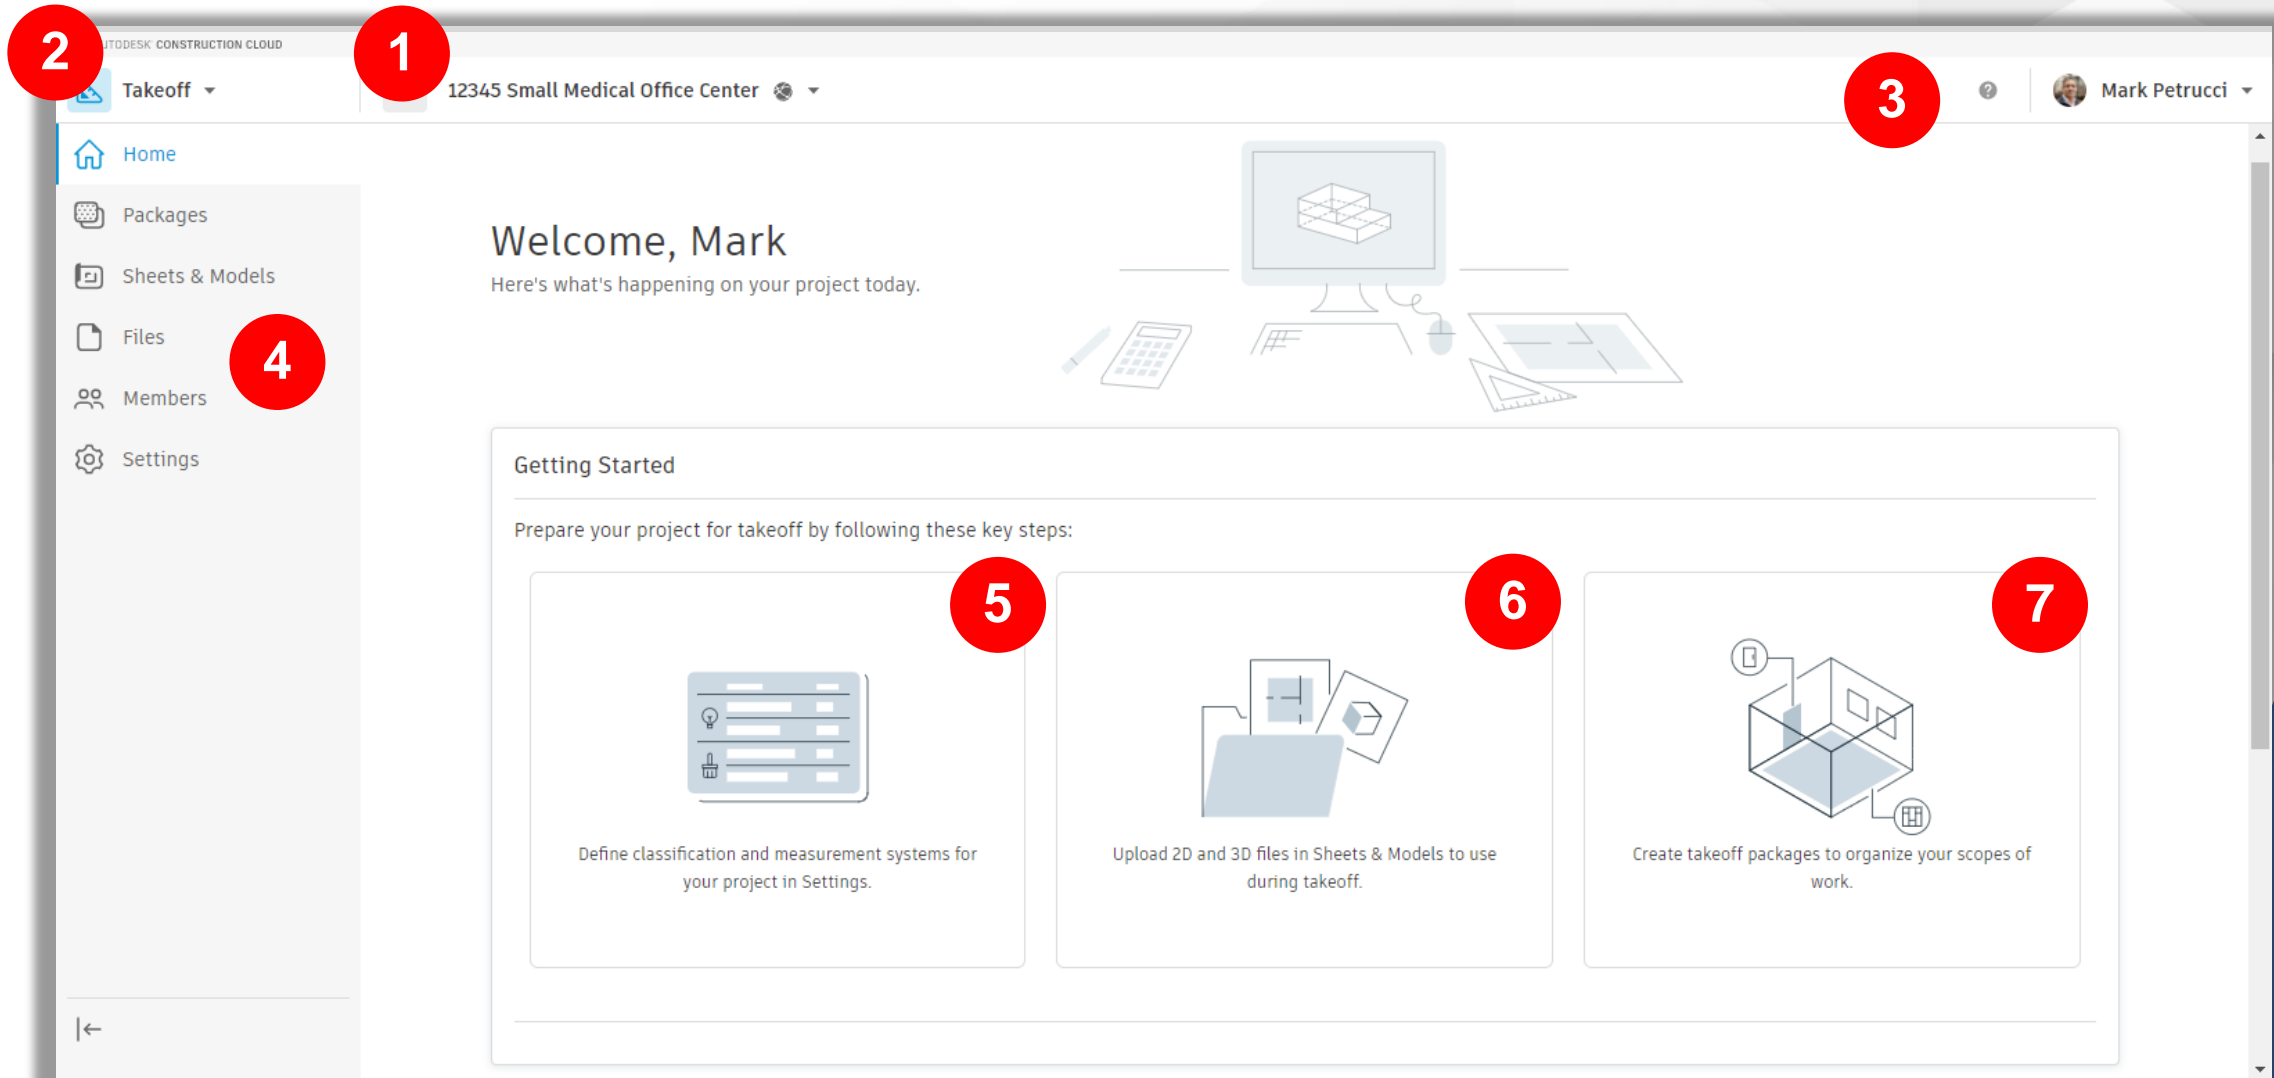 2
1
CONSTRUCTION CLOUD
Takeoff
12345 Small Medical Office Center
3
Mark Petrucci
Home
Packages
Sheets & Models
Files
4
Members
Settings
Welcome, Mark
Here's what's happening on your project today.
Getting Started
Prepare your project for takeoff by following these key steps:
5
6
7
Define classification and measurement systems for
your project in Settings.
Upload 2D and 3D files in Sheets & Models to use
during takeoff.
Create takeoff packages to organize your scopes of
work.